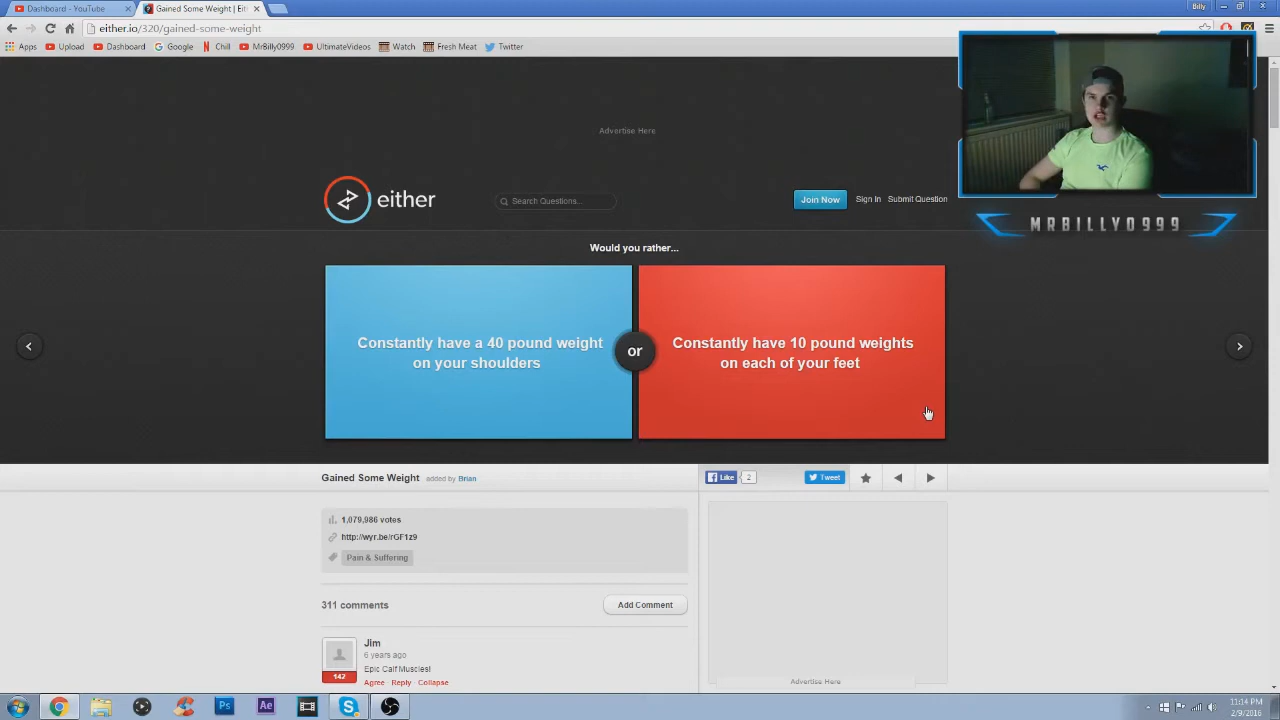 Dashboard - YouTube
Gained Some Weight | Eit
Billy
either.io/320/gained-some-weight
Apps Upload Dashboard Google Chill MrBilly0999 UltimateVideos Watch Fresh Meat Twitter
Advertise Here
either
Search Questions...
Join Now Sign In Submit Question
MRBILLY0999
Would you rather...
Constantly have a 40 pound weight
on your shoulders
or
Constantly have 10 pound weights
on each of your feet
Gained Some Weight added by Brian
Like 2 Tweet
1,079,986 votes
http://wyr.be/rGF1z9
Pain & Suffering
311 comments
Add Comment
Jim
6 years ago
142
Epic Calf Muscles!
Agree · Reply · Collapse
Advertise Here
Ps Ae
11:14 PM
2/9/2016